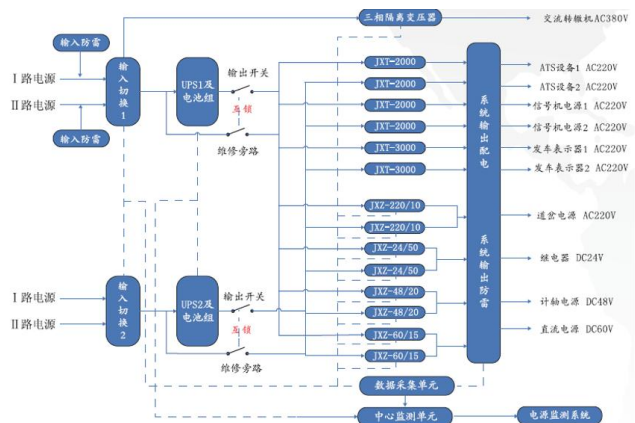 三相隔离变压器
交流转辙机AC380V
输入防雷
Ⅰ路电源
Ⅱ路电源
输入防雷
输入切换1
UPS1及
电池组
输出开关
互锁
维修旁路
JXT-2000
JXT-2000
JXT-2000
JXT-2000
JXT-3000
JXT-3000
JXZ-220/10
JXZ-220/10
JXZ-24/50
JXZ-24/50
JXZ-48/20
JXZ-48/20
JXZ-60/15
JXZ-60/15
系统输出配电
系统输出防雷
ATS设备1 AC220V
ATS设备2 AC220V
信号机电源1 AC220V
信号机电源2 AC220V
发车表示器1 AC220V
发车表示器2 AC220V
道岔电源 AC220V
继电器 DC24V
计轴电源 DC48V
直流电源 DC60V
Ⅰ路电源
Ⅱ路电源
输入切换2
UPS2及
电池组
输出开关
互锁
维修旁路
数据采集单元
中心监测单元
电源监测系统